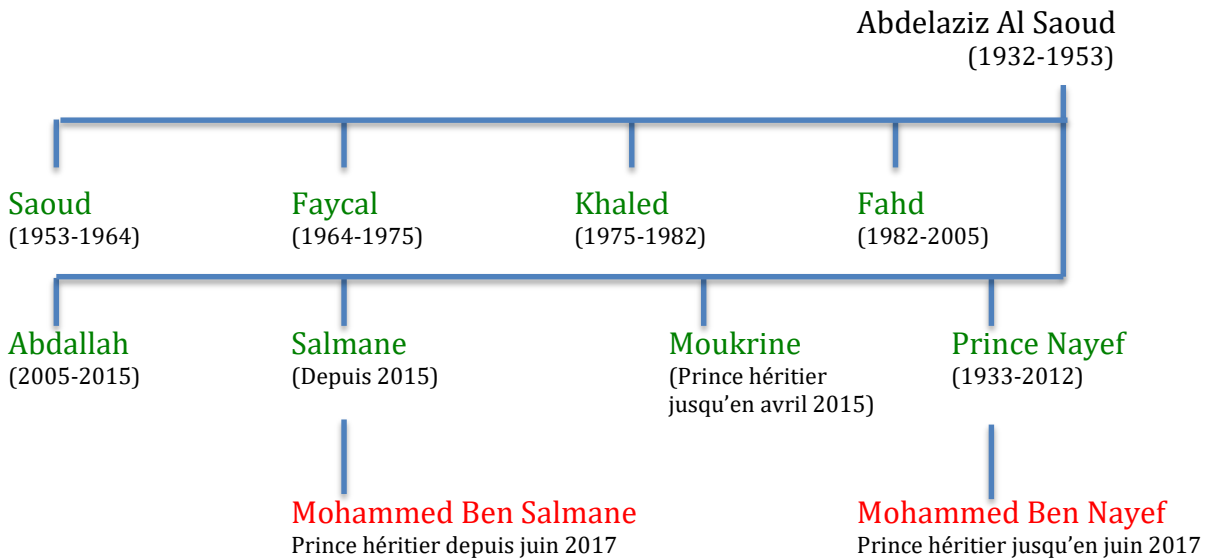 Abdelaziz Al Saoud
(1932-1953)
Saoud
(1953-1964)
Faycal
(1964-1975)
Khaled
(1975-1982)
Fahd
(1982-2005)
Abdallah
(2005-2015)
Salmane
(Depuis 2015)
Moukrine
(Prince héritier
jusqu’en avril 2015)
Prince Nayef
(1933-2012)
Mohammed Ben Salmane
Prince héritier depuis juin 2017
Mohammed Ben Nayef
Prince héritier jusqu’en juin 2017